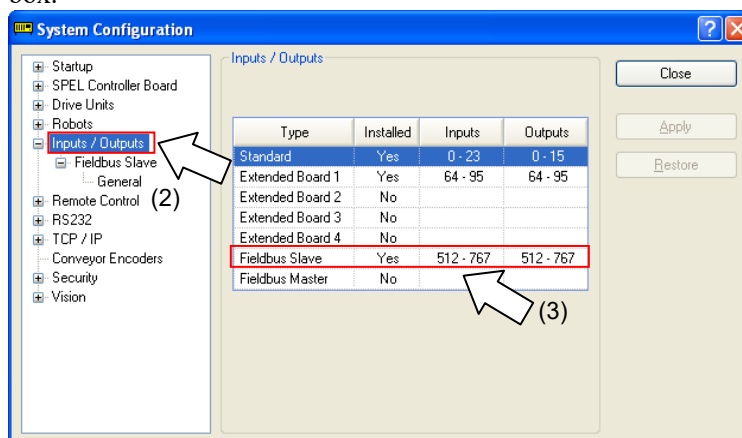 box.
System Configuration
Startup
SPEL Controller Board
Drive Units
Robots
Inputs / Outputs
Fieldbus Slave
General
(2)
Remote Control
RS232
TCP / IP
Conveyor Encoders
Security
Vision
Inputs / Outputs
Type Installed Inputs Outputs
Standard Yes 0 - 23 0 - 15
Extended Board 1 Yes 64 - 95 64 - 95
Extended Board 2 No
Extended Board 3 No
Extended Board 4 No
Fieldbus Slave Yes 512 - 767 512 - 767
Fieldbus Master No
(3)
Close
Apply
Restore